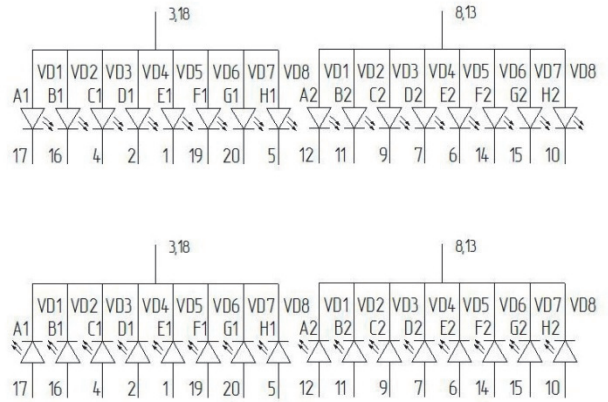 3,18 8,13
VD1 VD2 VD3 VD4 VD5 VD6 VD7 VD8 VD1 VD2 VD3 VD4 VD5 VD6 VD7 VD8
A1 B1 C1 D1 E1 F1 G1 H1 A2 B2 C2 D2 E2 F2 G2 H2
17 16 4 2 1 19 20 5 12 11 9 7 6 14 15 10
3,18 8,13
VD1 VD2 VD3 VD4 VD5 VD6 VD7 VD8 VD1 VD2 VD3 VD4 VD5 VD6 VD7 VD8
A1 B1 C1 D1 E1 F1 G1 H1 A2 B2 C2 D2 E2 F2 G2 H2
17 16 4 2 1 19 20 5 12 11 9 7 6 14 15 10